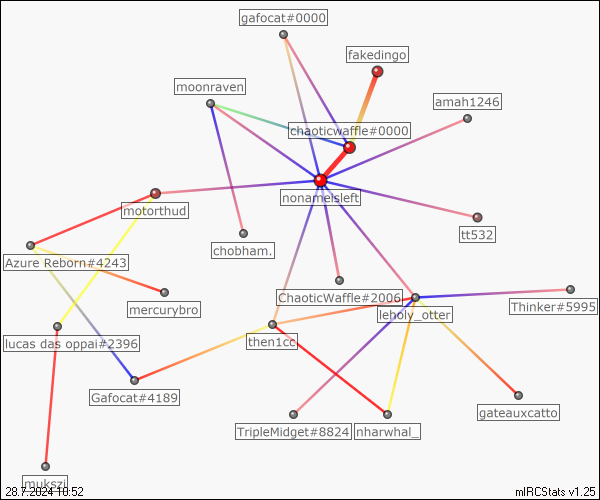 gafocat#0000
fakedingo
moonraven
amah1246
chaoticwaffle#0000
nonameisleft
motorthud
tt532
chobham.
Azure Reborn#4243
ChaoticWaffle#2006
mercurybro
Thinker#5995
leholy_otter
lucas das oppai#2396
then1cc
Gafocat#4189
gateauxcatto
TripleMidget#8824
nharwhal_
mukszi
28.7.2024 10:52
mIRCStats v1.25